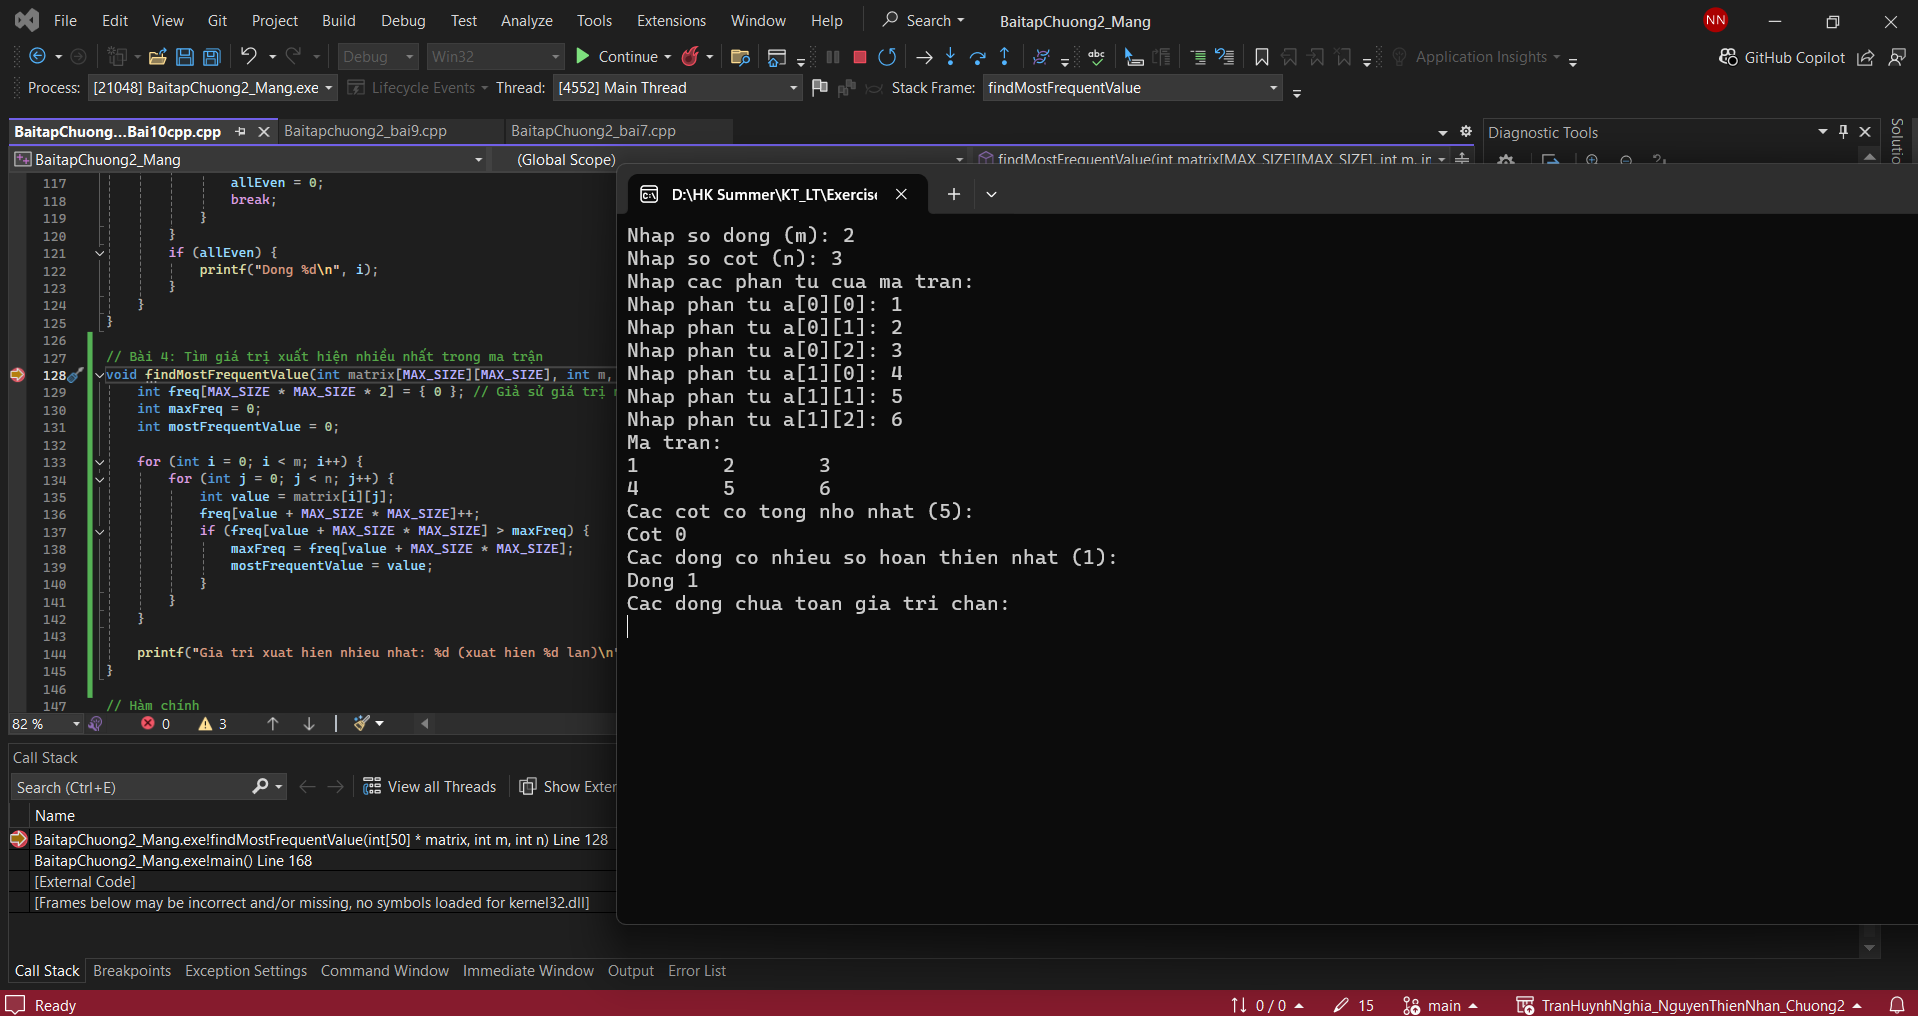 File Edit View Git Project Build Debug Test Analyze Tools Extensions Window Help Search BaitapChuong2_Mang NN
Debug Win32 Continue abc Application Insights GitHub Copilot
Process: [21048] BaitapChuong2_Mang.exe Lifecycle Events Thread: [4552] Main Thread Stack Frame: findMostFrequentValue
BaitapChuong...Bai10cpp.cpp Baitapchuong2_bai9.cpp BaitapChuong2_bai7.cpp Diagnostic Tools
BaitapChuong2_Mang (Global Scope) findMostFrequentValue(int matrix[MAX_SIZE][MAX_SIZE], int m, ir
117 allEven = 0;
118 break;
119 }
120 }
121 if (allEven) {
122 printf("Dong %d\n", i);
123 }
124 }
125 }
126
127 // Bài 4: Tìm giá trị xuất hiện nhiều nhất trong ma trận
128 void findMostFrequentValue(int matrix[MAX_SIZE][MAX_SIZE], int m,
129 int freq[MAX_SIZE * MAX_SIZE * 2] = { 0 }; // Giả sử giá trị
130 int maxFreq = 0;
131 int mostFrequentValue = 0;
132
133 for (int i = 0; i < m; i++) {
134 for (int j = 0; j < n; j++) {
135 int value = matrix[i][j];
136 freq[value + MAX_SIZE * MAX_SIZE]++;
137 if (freq[value + MAX_SIZE * MAX_SIZE] > maxFreq) {
138 maxFreq = freq[value + MAX_SIZE * MAX_SIZE];
139 mostFrequentValue = value;
140 }
141 }
142 }
143
144 printf("Gia tri xuat hien nhieu nhat: %d (xuat hien %d lan)\n"
145 }
146
147 // Hàm chính
82 % 0 3
D:\HK Summer\KT_LT\Exercise
Nhap so dong (m): 2
Nhap so cot (n): 3
Nhap cac phan tu cua ma tran:
Nhap phan tu a[0][0]: 1
Nhap phan tu a[0][1]: 2
Nhap phan tu a[0][2]: 3
Nhap phan tu a[1][0]: 4
Nhap phan tu a[1][1]: 5
Nhap phan tu a[1][2]: 6
Ma tran:
1 2 3
4 5 6
Cac cot co tong nho nhat (5):
Cot 0
Cac dong co nhieu so hoan thien nhat (1):
Dong 1
Cac dong chua toan gia tri chan:
Call Stack
Search (Ctrl+E) View all Threads Show Exter
Name
BaitapChuong2_Mang.exe!findMostFrequentValue(int[50] * matrix, int m, int n) Line 128
BaitapChuong2_Mang.exe!main() Line 168
[External Code]
[Frames below may be incorrect and/or missing, no symbols loaded for kernel32.dll]
Call Stack Breakpoints Exception Settings Command Window Immediate Window Output Error List
Ready 0 / 0 15 main TranHuynhNghia_NguyenThienNhan_Chuong2